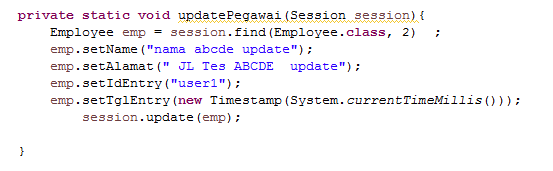 private static void updatePegawai(Session session){
Employee emp = session.find(Employee.class, 2)  ;
emp.setName("nama abcde update");
emp.setAlamat(" JL Tes ABCDE  update");
emp.setIdEntry("user1");
emp.setTglEntry(new Timestamp(System.currentTimeMillis()));
session.update(emp);
}